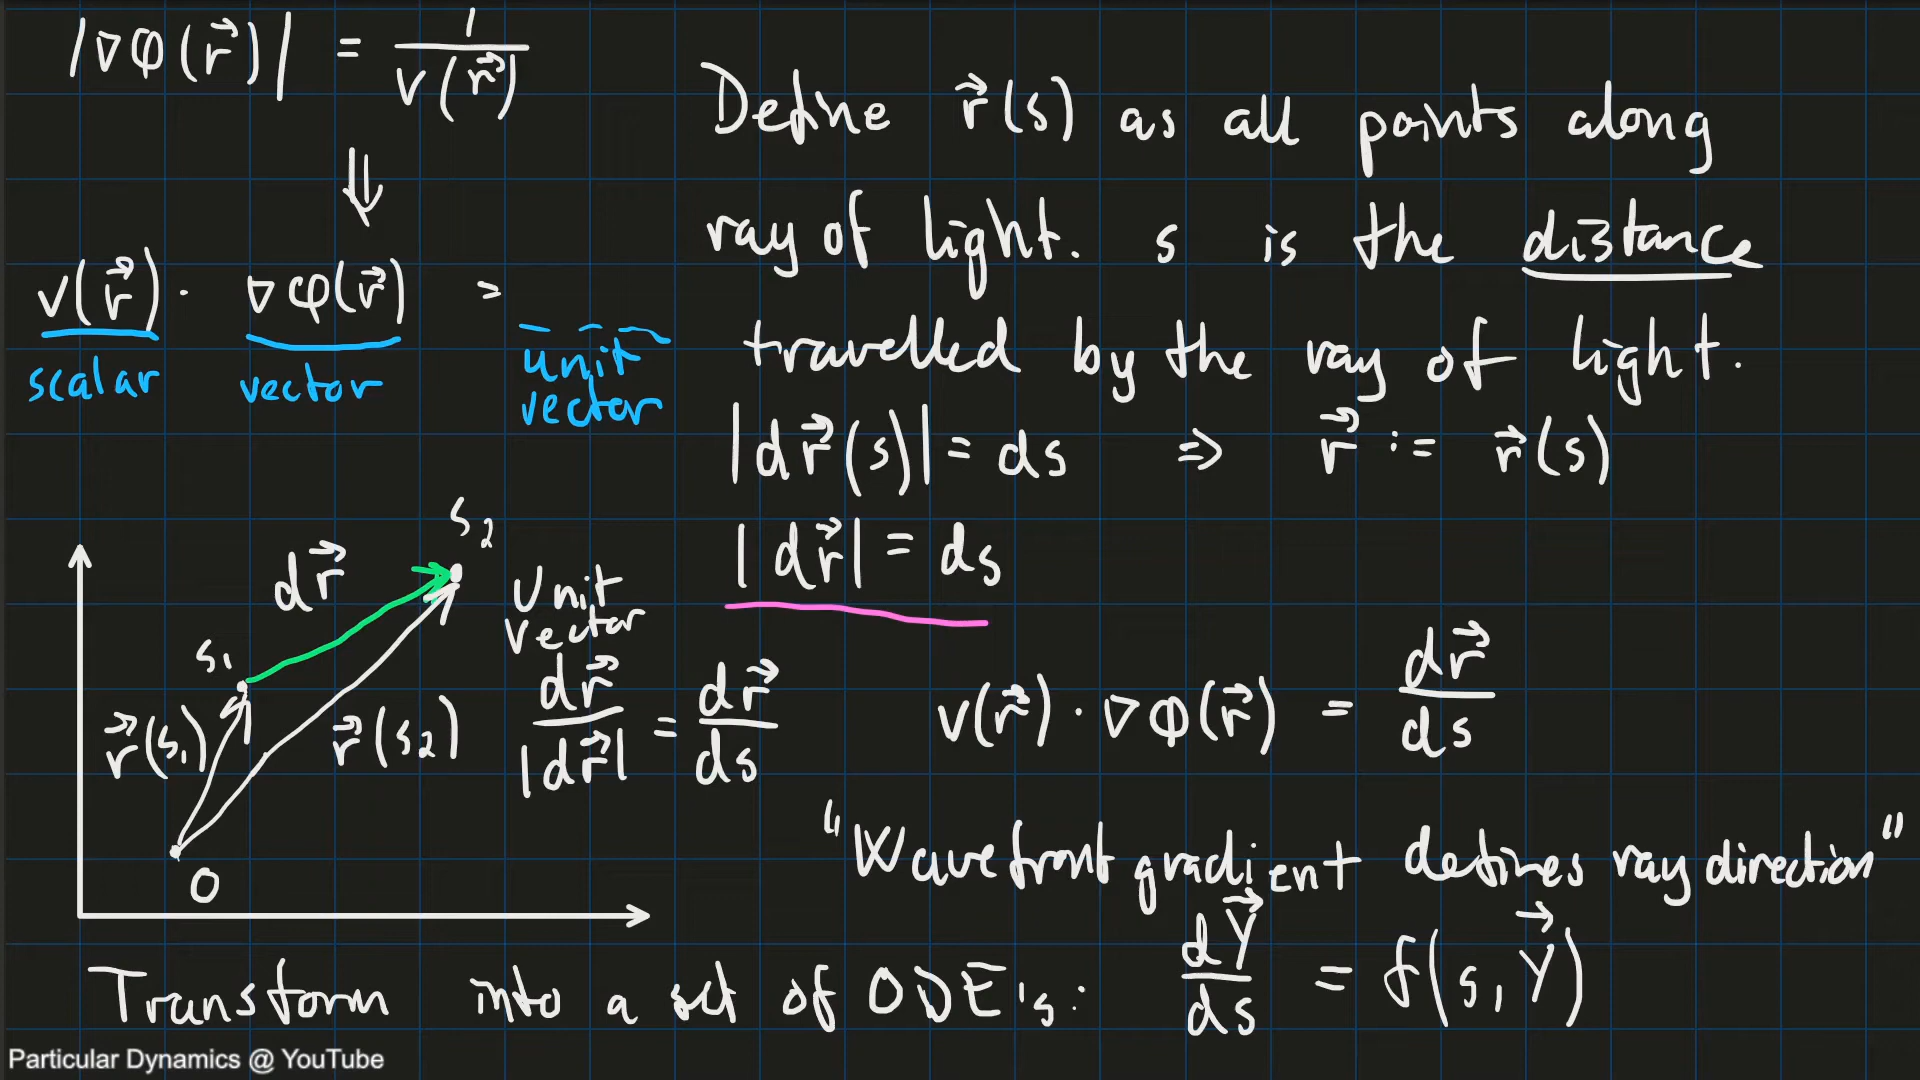 |∇φ(r⃗)| = 1/v(r⃗)
⇓
v(r⃗) · ∇φ(r⃗) =
scalar vector unit vector
Define r⃗(s) as all points along
ray of light. s is the distance
travelled by the ray of light.
|dr⃗(s)| = ds ⇒ r⃗ := r⃗(s)
|dr⃗| = ds
s₂
dr⃗
s₁
r⃗(s₁)
r⃗(s₂)
O
Unit
vector
dr⃗/|dr⃗| = dr⃗/ds
v(r⃗) · ∇φ(r⃗) = dr⃗/ds
"Wavefront gradient defines ray direction"
Transform into a set of ODE's: dY⃗/ds = f(s, Y⃗)
Particular Dynamics @ YouTube